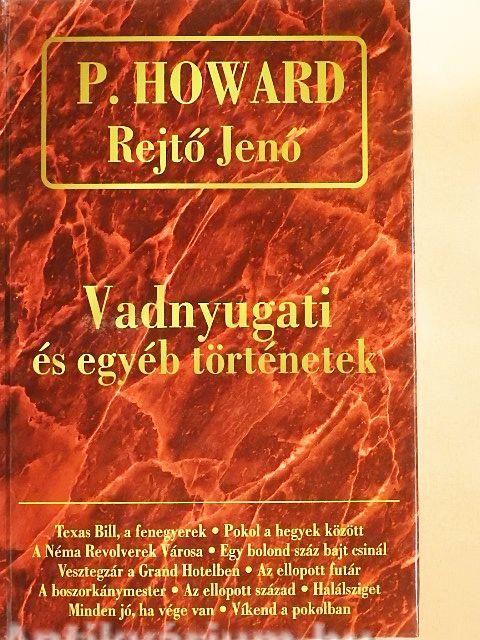 P. HOWARD
Rejtő Jenő
Vadnyugati
és egyéb történetek
Texas Bill, a fenegyerek • Pokol a hegyek között
A Néma Revolverek Városa • Egy bolond száz bajt csinál
Vesztegzár a Grand Hotelben • Az ellopott futár
A boszorkánymester • Az ellopott század • Halálsziget
Minden jó, ha vége van • Víkend a pokolban